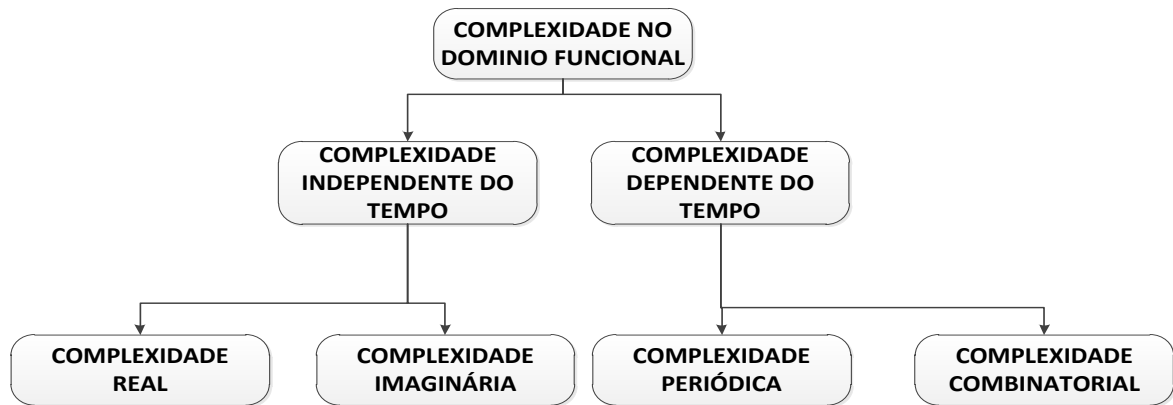 COMPLEXIDADE NO
DOMINIO FUNCIONAL
COMPLEXIDADE
INDEPENDENTE DO
TEMPO
COMPLEXIDADE
DEPENDENTE DO
TEMPO
COMPLEXIDADE
REAL
COMPLEXIDADE
IMAGINÁRIA
COMPLEXIDADE
PERIÓDICA
COMPLEXIDADE
COMBINATORIAL